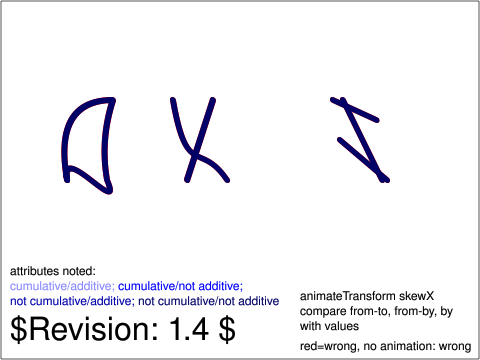 attributes noted:
cumulative/additive; cumulative/not additive;
not cumulative/additive; not cumulative/not additive
$Revision: 1.4 $
animateTransform skewX
compare from-to, from-by, by
with values
red=wrong, no animation: wrong